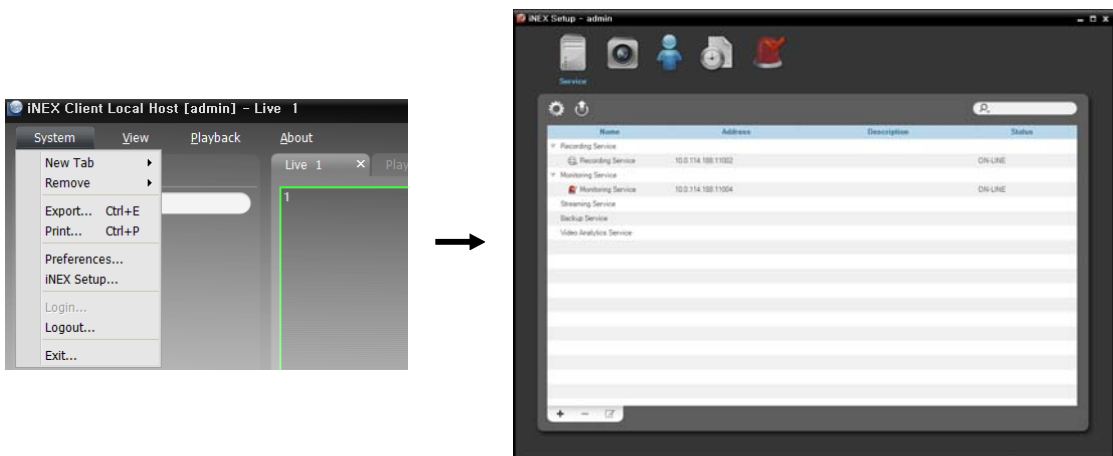 iNEX Client Local Host [admin] – Live 1
System View Playback About
New Tab
Remove
Export... Ctrl+E
Print... Ctrl+P
Preferences...
iNEX Setup...
Login...
Logout...
Exit...
Live 1 × Play
1
iNEX Setup - admin
Service
Name Address Description Status
Recording Service
Recording Service 10.0.114.188:11002 ON-LINE
Monitoring Service
Monitoring Service 10.0.114.188:11004 ON-LINE
Streaming Service
Backup Service
Video Analytics Service